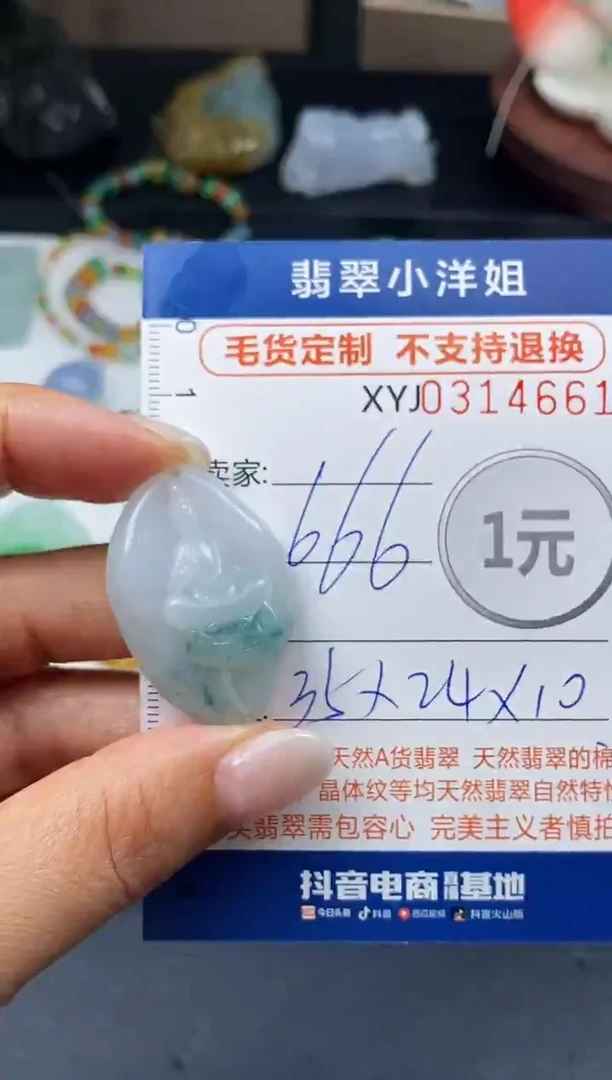 翡翠小洋姐
毛货定制 不支持退换
0
1
XYJ0314661
卖家:
666
1元
35×24×10
天然A货翡翠 天然翡翠的棉
晶体纹等均天然翡翠自然特性
买翡翠需包容心 完美主义者慎拍
抖音电商直播基地
今日头条 抖音 西瓜视频 抖音火山版